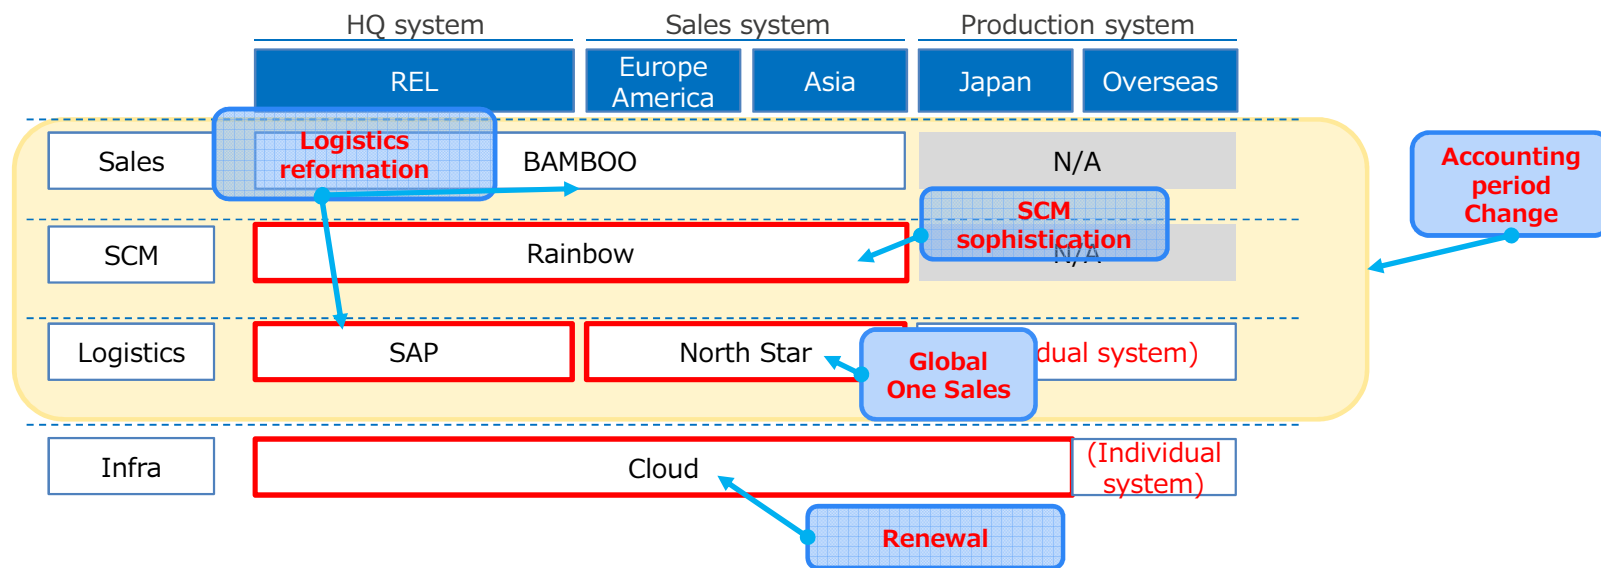 HQ system
Sales system
Production system
REL
Europe
America
Asia
Japan
Overseas
Sales
Logistics
reformation
BAMBOO
N/A
Accounting
period
Change
SCM
Rainbow
SCM
sophistication
N/A
Logistics
SAP
North Star
Global
One Sales
system)
Infra
Cloud
(Individual
system)
Renewal